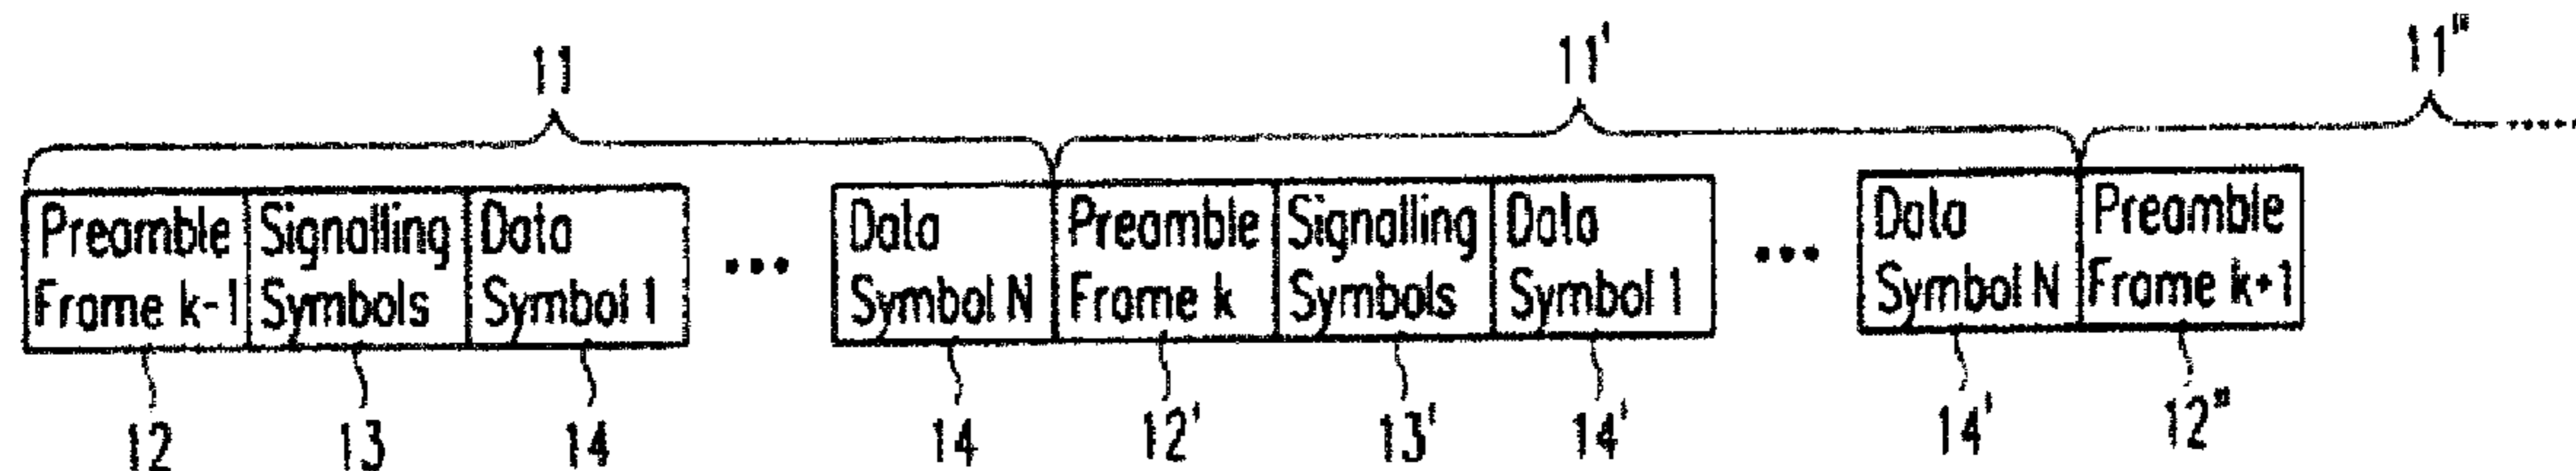 11 11' 11"
Preamble Signalling Data ... Data Preamble Signalling Data ... Data Preamble
Frame k-1 Symbols Symbol 1 Symbol N Frame k Symbols Symbol 1 Symbol N Frame k+1
12 13 14 14 12' 13' 14' 14' 12"